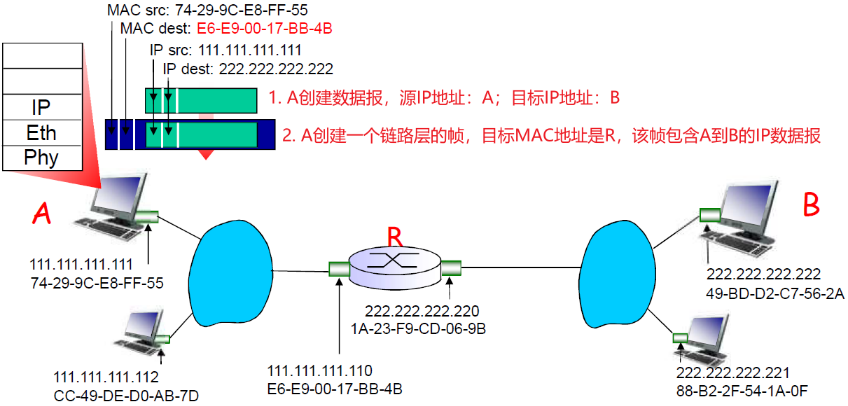 MAC src: 74-29-9C-E8-FF-55
MAC dest: E6-E9-00-17-BB-4B
IP src: 111.111.111.111
IP dest: 222.222.222.222
IP
Eth
Phy
1. A创建数据报，源IP地址：A；目标IP地址：B
2. A创建一个链路层的帧，目标MAC地址是R，该帧包含A到B的IP数据报
A
R
B
111.111.111.111
74-29-9C-E8-FF-55
222.222.222.220
1A-23-F9-CD-06-9B
222.222.222.222
49-BD-D2-C7-56-2A
111.111.111.112
CC-49-DE-D0-AB-7D
111.111.111.110
E6-E9-00-17-BB-4B
222.222.222.221
88-B2-2F-54-1A-0F